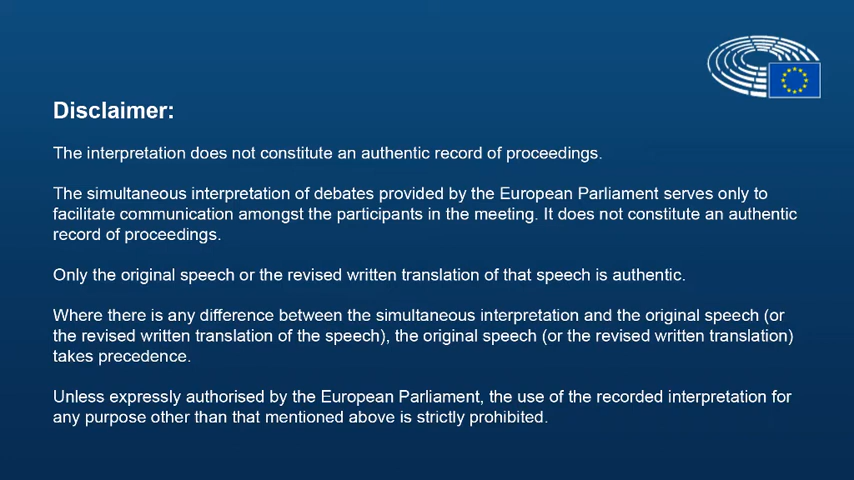 Disclaimer:
The interpretation does not constitute an authentic record of proceedings.
The simultaneous interpretation of debates provided by the European Parliament serves only to
facilitate communication amongst the participants in the meeting. It does not constitute an authentic
record of proceedings.
Only the original speech or the revised written translation of that speech is authentic.
Where there is any difference between the simultaneous interpretation and the original speech (or
the revised written translation of the speech), the original speech (or the revised written translation)
takes precedence.
Unless expressly authorised by the European Parliament, the use of the recorded interpretation for
any purpose other than that mentioned above is strictly prohibited.